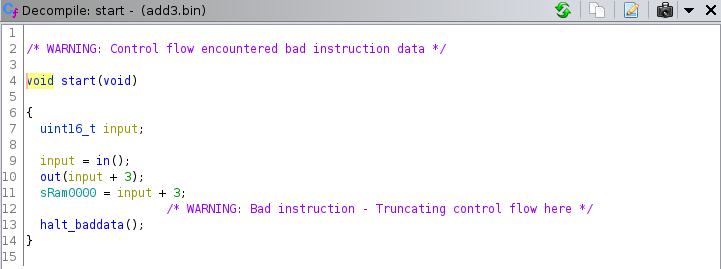 Decompile: start - (add3.bin)
1
2 /* WARNING: Control flow encountered bad instruction data */
3
4 void start(void)
5
6 {
7 uint16_t input;
8
9 input = in();
10 out(input + 3);
11 sRam0000 = input + 3;
12 /* WARNING: Bad instruction - Truncating control flow here */
13 halt_baddata();
14 }
15